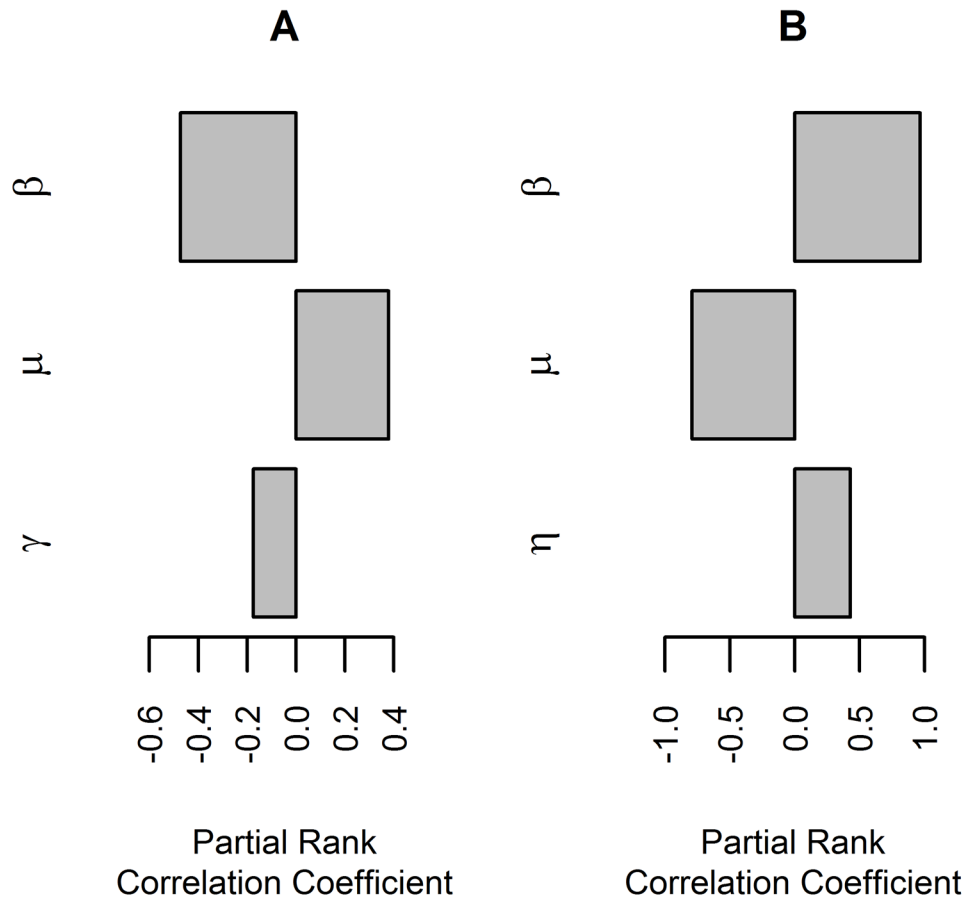 A
β
μ
γ
-0.6 -0.4 -0.2 0.0 0.2 0.4
Partial Rank
Correlation Coefficient
B
β
μ
η
-1.0 -0.5 0.0 0.5 1.0
Partial Rank
Correlation Coefficient